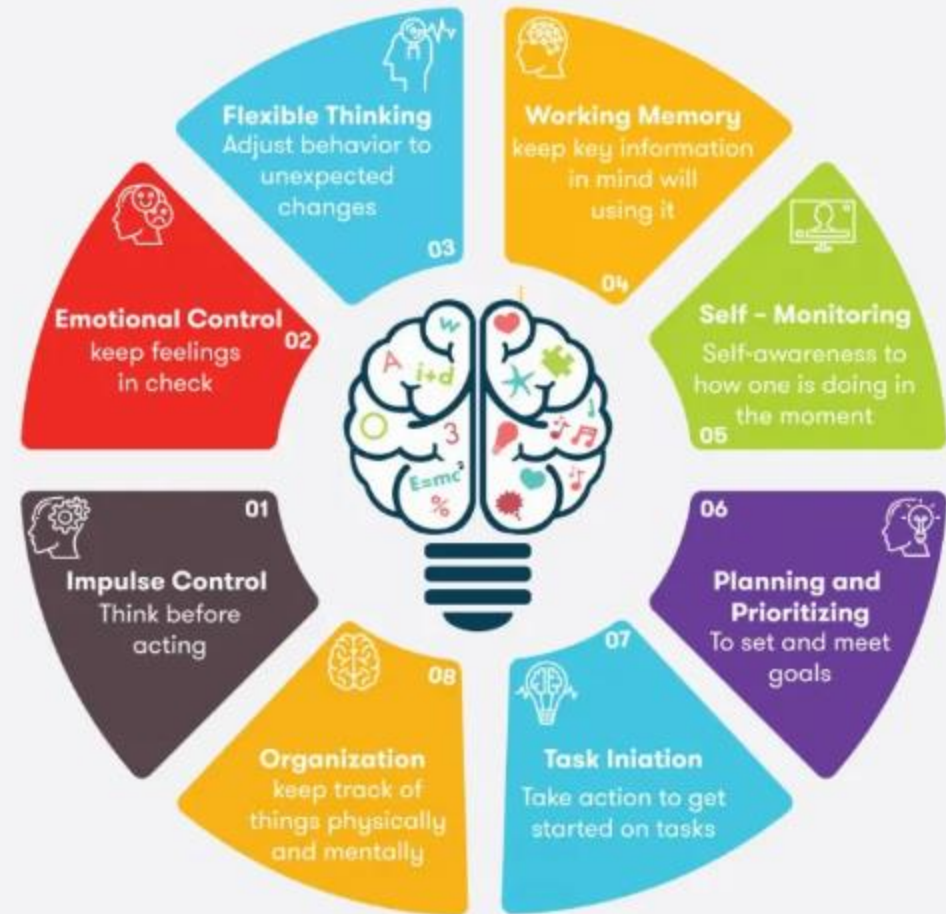 01
Impulse Control
Think before
acting
02
Emotional Control
keep feelings
in check
03
Flexible Thinking
Adjust behavior to
unexpected
changes
04
Working Memory
keep key information
in mind will
using it
05
Self - Monitoring
Self-awareness to
how one is doing in
the moment
06
Planning and
Prioritizing
To set and meet
goals
07
Task Iniation
Take action to get
started on tasks
08
Organization
keep track of
things physically
and mentally
w
A
i+d
3
E=mc²
%